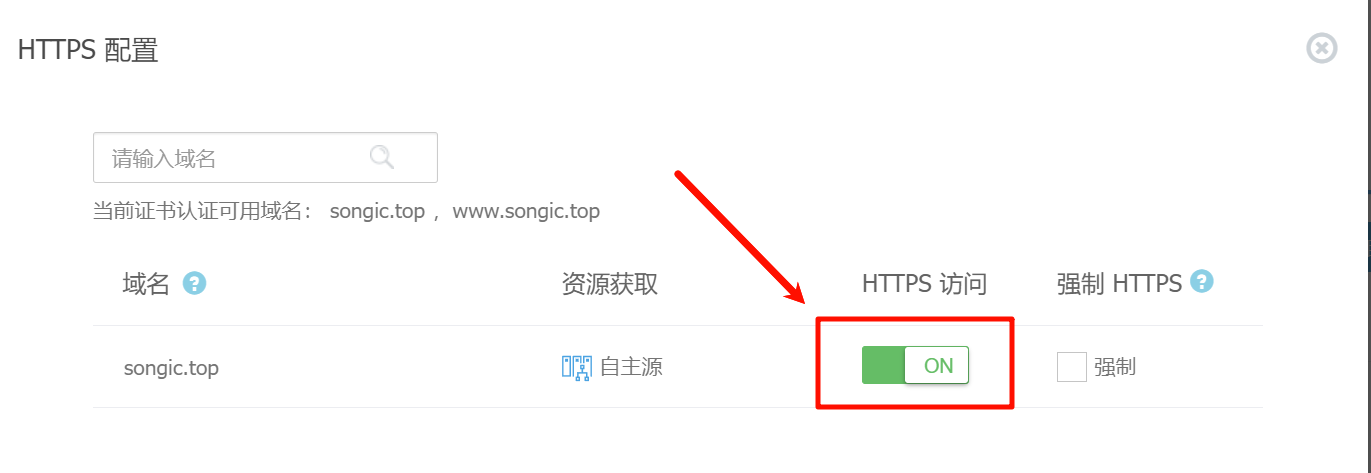 HTTPS 配置
请输入域名
当前证书认证可用域名： songic.top ，www.songic.top
域名 ? 资源获取 HTTPS 访问 强制 HTTPS ?
songic.top 自主源 ON 强制